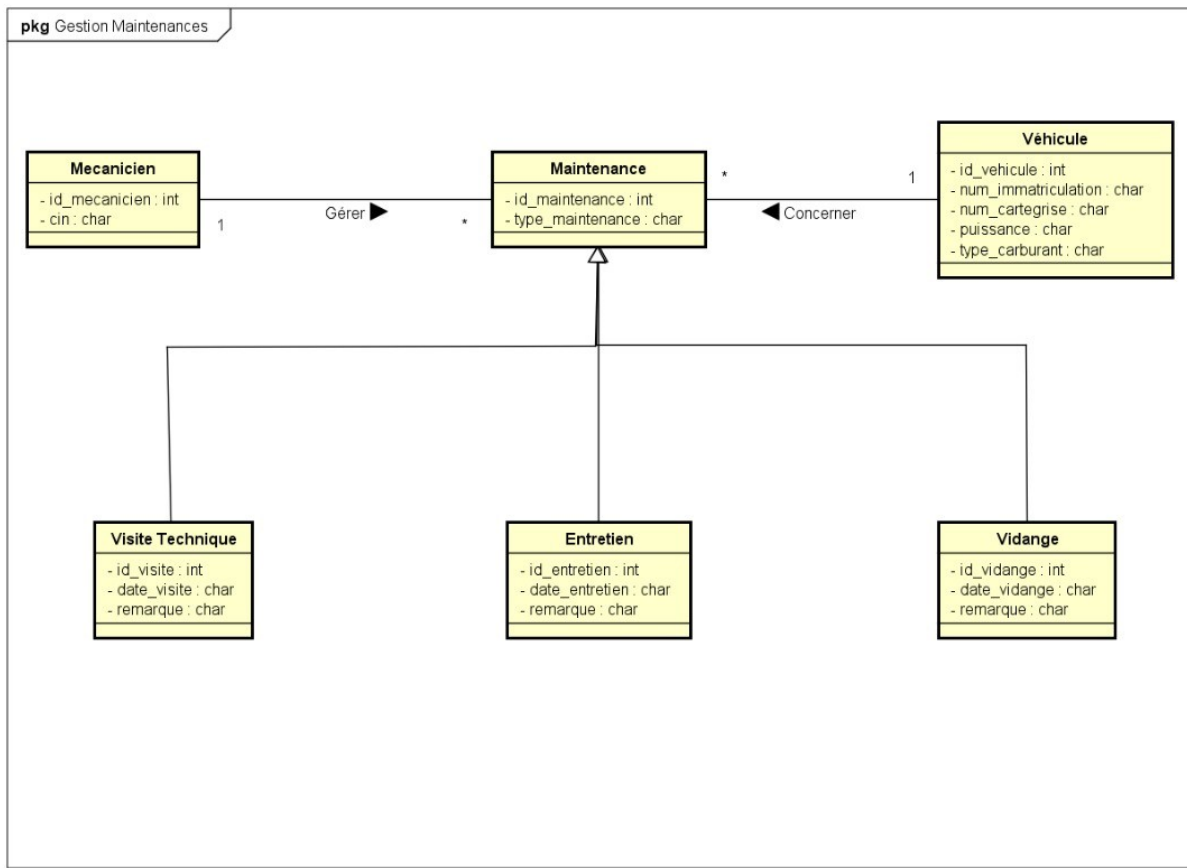 pkg Gestion Maintenances
Mecanicien
- id_mecanicien : int
- cin : char
1
Gérer
*
Maintenance
- id_maintenance : int
- type_maintenance : char
*
Concerner
1
Véhicule
- id_vehicule : int
- num_immatriculation : char
- num_cartegrise : char
- puissance : char
- type_carburant : char
Visite Technique
- id_visite : int
- date_visite : char
- remarque : char
Entretien
- id_entretien : int
- date_entretien : char
- remarque : char
Vidange
- id_vidange : int
- date_vidange : char
- remarque : char